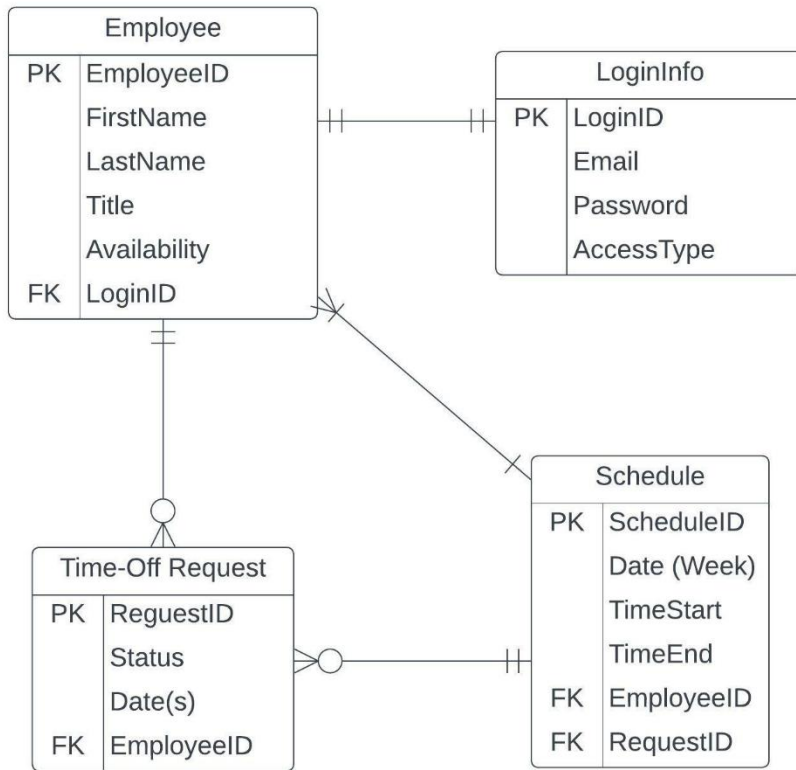 Employee
PK EmployeeID
FirstName
LastName
Title
Availability
FK LoginID
LoginInfo
PK LoginID
Email
Password
AccessType
Time-Off Request
PK ReguestID
Status
Date(s)
FK EmployeeID
Schedule
PK ScheduleID
Date (Week)
TimeStart
TimeEnd
FK EmployeeID
FK RequestID